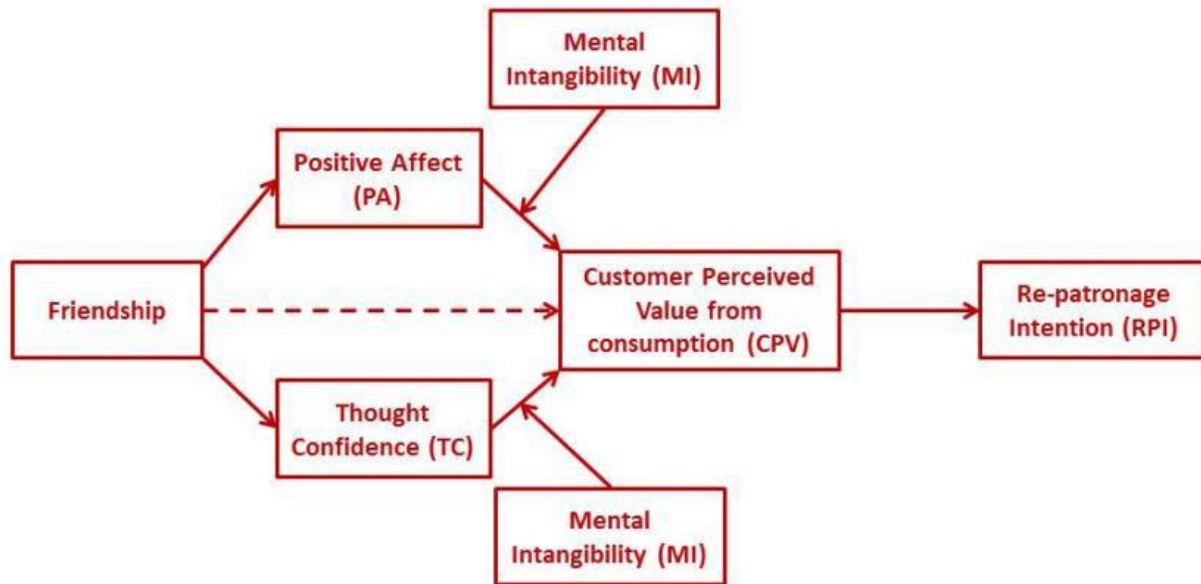 Mental
Intangibility (MI)
Positive Affect
(PA)
Friendship
Customer Perceived
Value from
consumption (CPV)
Re-patronage
Intention (RPI)
Thought
Confidence (TC)
Mental
Intangibility (MI)